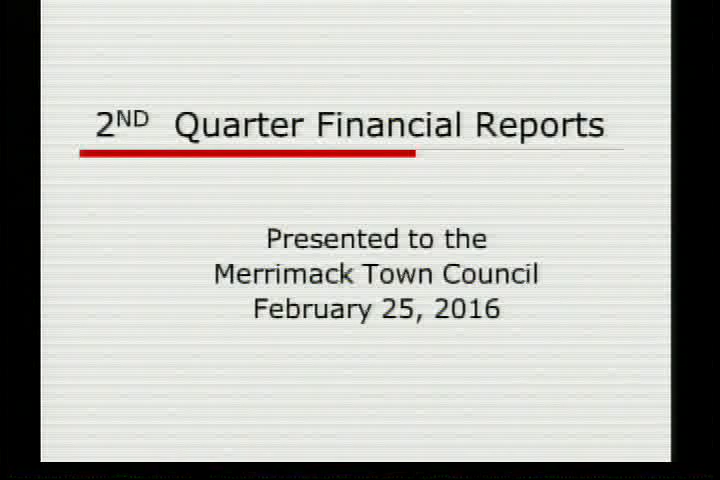 2ND Quarter Financial Reports
Presented to the
Merrimack Town Council
February 25, 2016